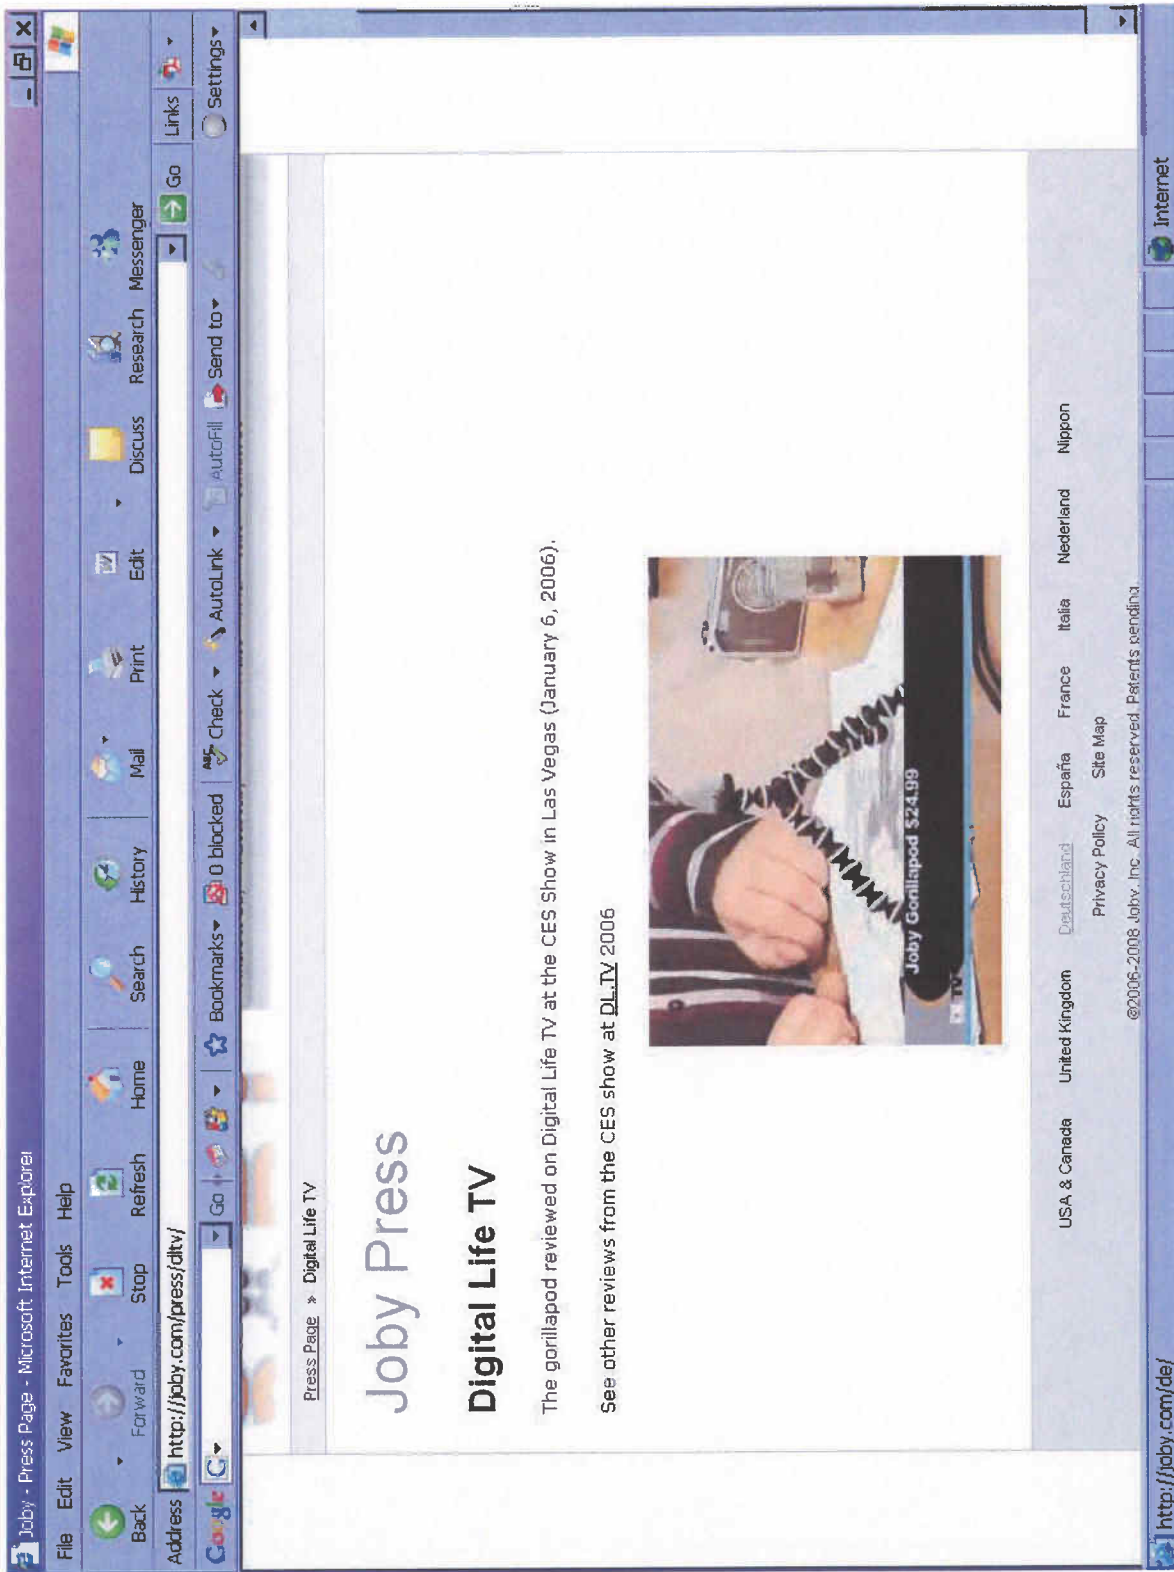 Joby - Press Page - Microsoft Internet Explorer
File Edit View Favorites Tools Help
Back Forward Stop Refresh Home Search History Mail Print Edit Discuss Research Messenger
Address http://joby.com/press/dltv/ Go Links
Google G Go Bookmarks 0 blocked ABC Check AutoLink AutoFill Send to Settings
Press Page » Digital Life TV
Joby Press
Digital Life TV
The gorillapod reviewed on Digital Life TV at the CES Show in Las Vegas (January 6, 2006).
See other reviews from the CES show at DL.TV 2006
Joby Gorillapod $24.99
TV
USA & Canada United Kingdom Deutschland España France Italia Nederland Nippon
Privacy Policy Site Map
©2006-2008 Joby, Inc. All rights reserved. Patents pending.
http://joby.com/de/ Internet